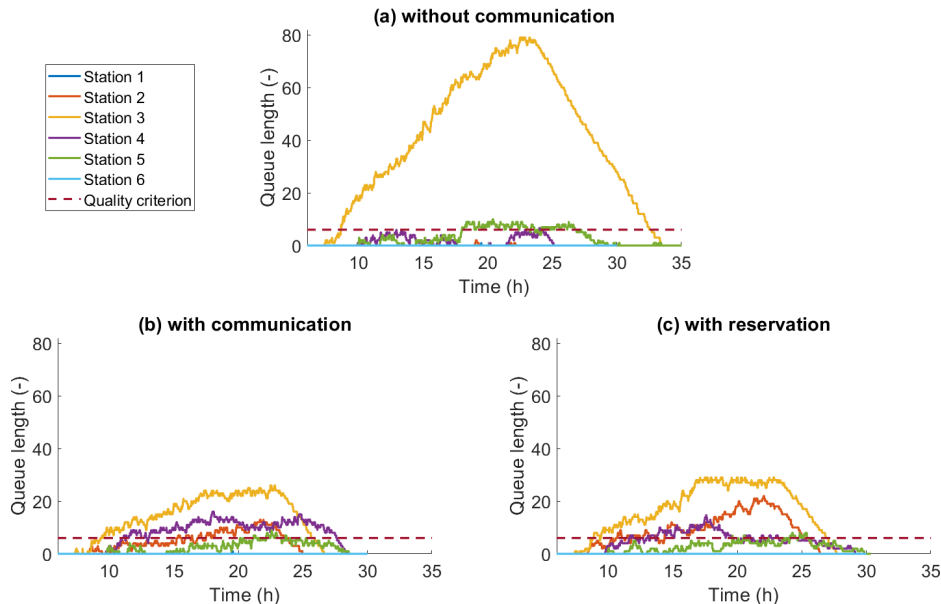 (a) without communication
Station 1
Station 2
Station 3
Station 4
Station 5
Station 6
Quality criterion
Queue length (-)
80
60
40
20
0
10 15 20 25 30 35
Time (h)
(b) with communication
Queue length (-)
80
60
40
20
0
10 15 20 25 30 35
Time (h)
(c) with reservation
Queue length (-)
80
60
40
20
0
10 15 20 25 30 35
Time (h)